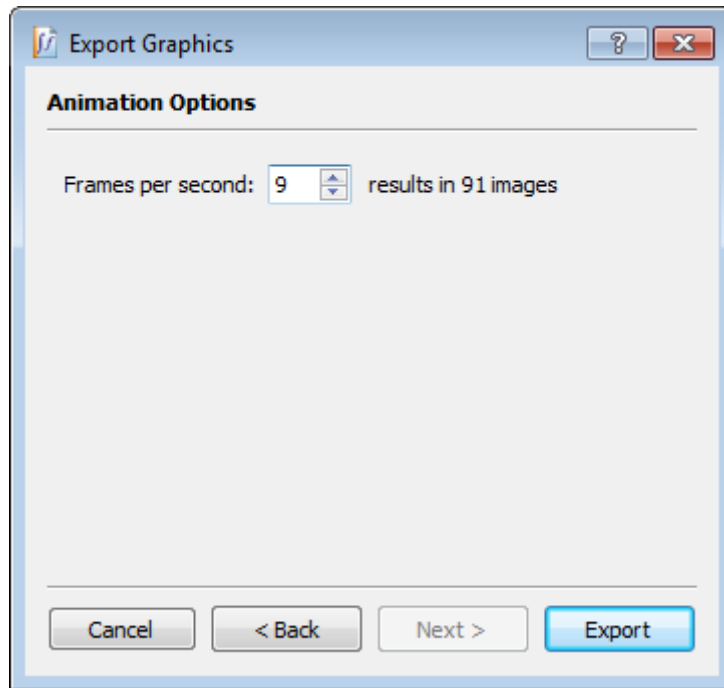 Export Graphics
Animation Options
Frames per second: 9 results in 91 images
Cancel < Back Next > Export